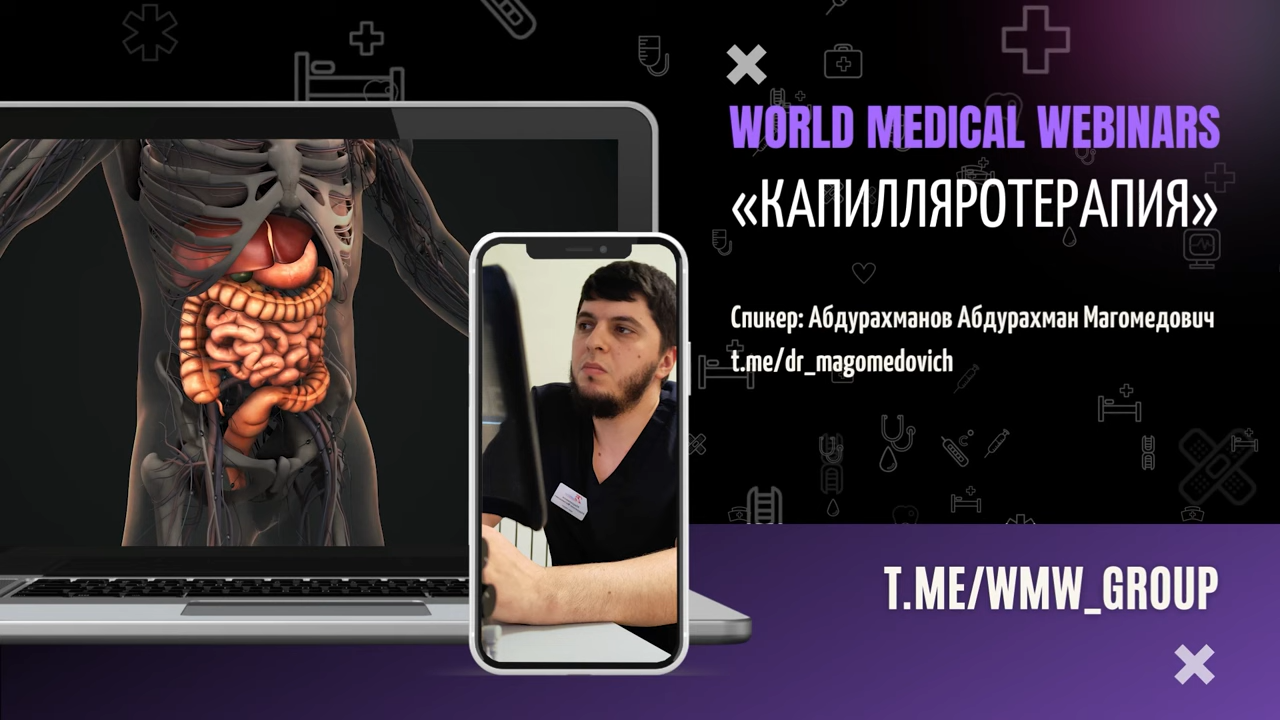 WORLD MEDICAL WEBINARS
«КАПИЛЛЯРОТЕРАПИЯ»
Спикер: Абдурахманов Абдурахман Магомедович
t.me/dr_magomedovich
T.ME/WMW_GROUP